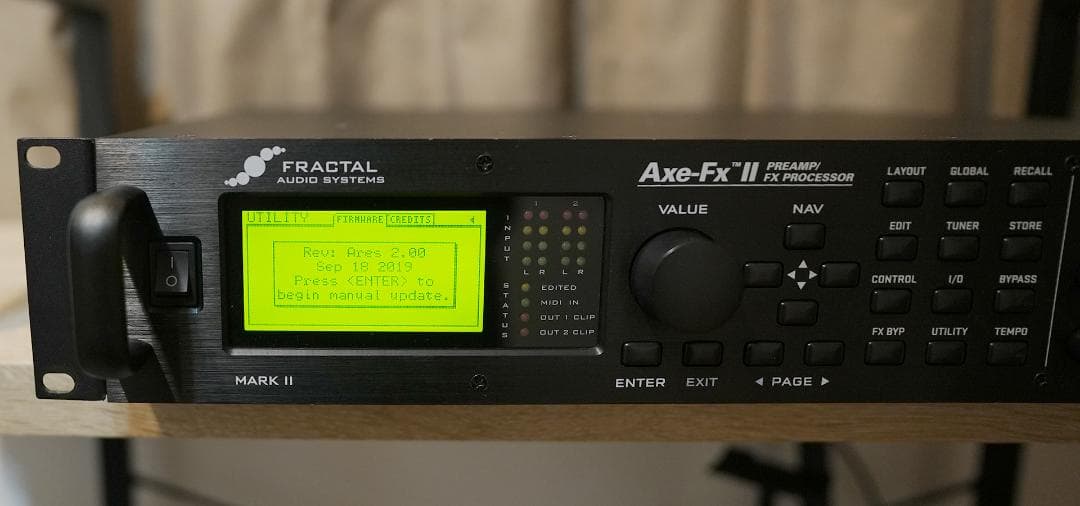 FRACTAL
AUDIO SYSTEMS
Axe-Fx™ II PREAMP/
FX PROCESSOR
UTILITY FIRMWARE CREDITS
Rev: Ares 2.00
Sep 18 2019
Press <ENTER> to
begin manual update.
1 2
INPUT
L R L R
STATUS
EDITED
MIDI IN
OUT 1 CLIP
OUT 2 CLIP
MARK II
VALUE
NAV
ENTER EXIT ◀ PAGE ▶
LAYOUT GLOBAL RECALL
EDIT TUNER STORE
CONTROL I/O BYPASS
FX BYP UTILITY TEMPO